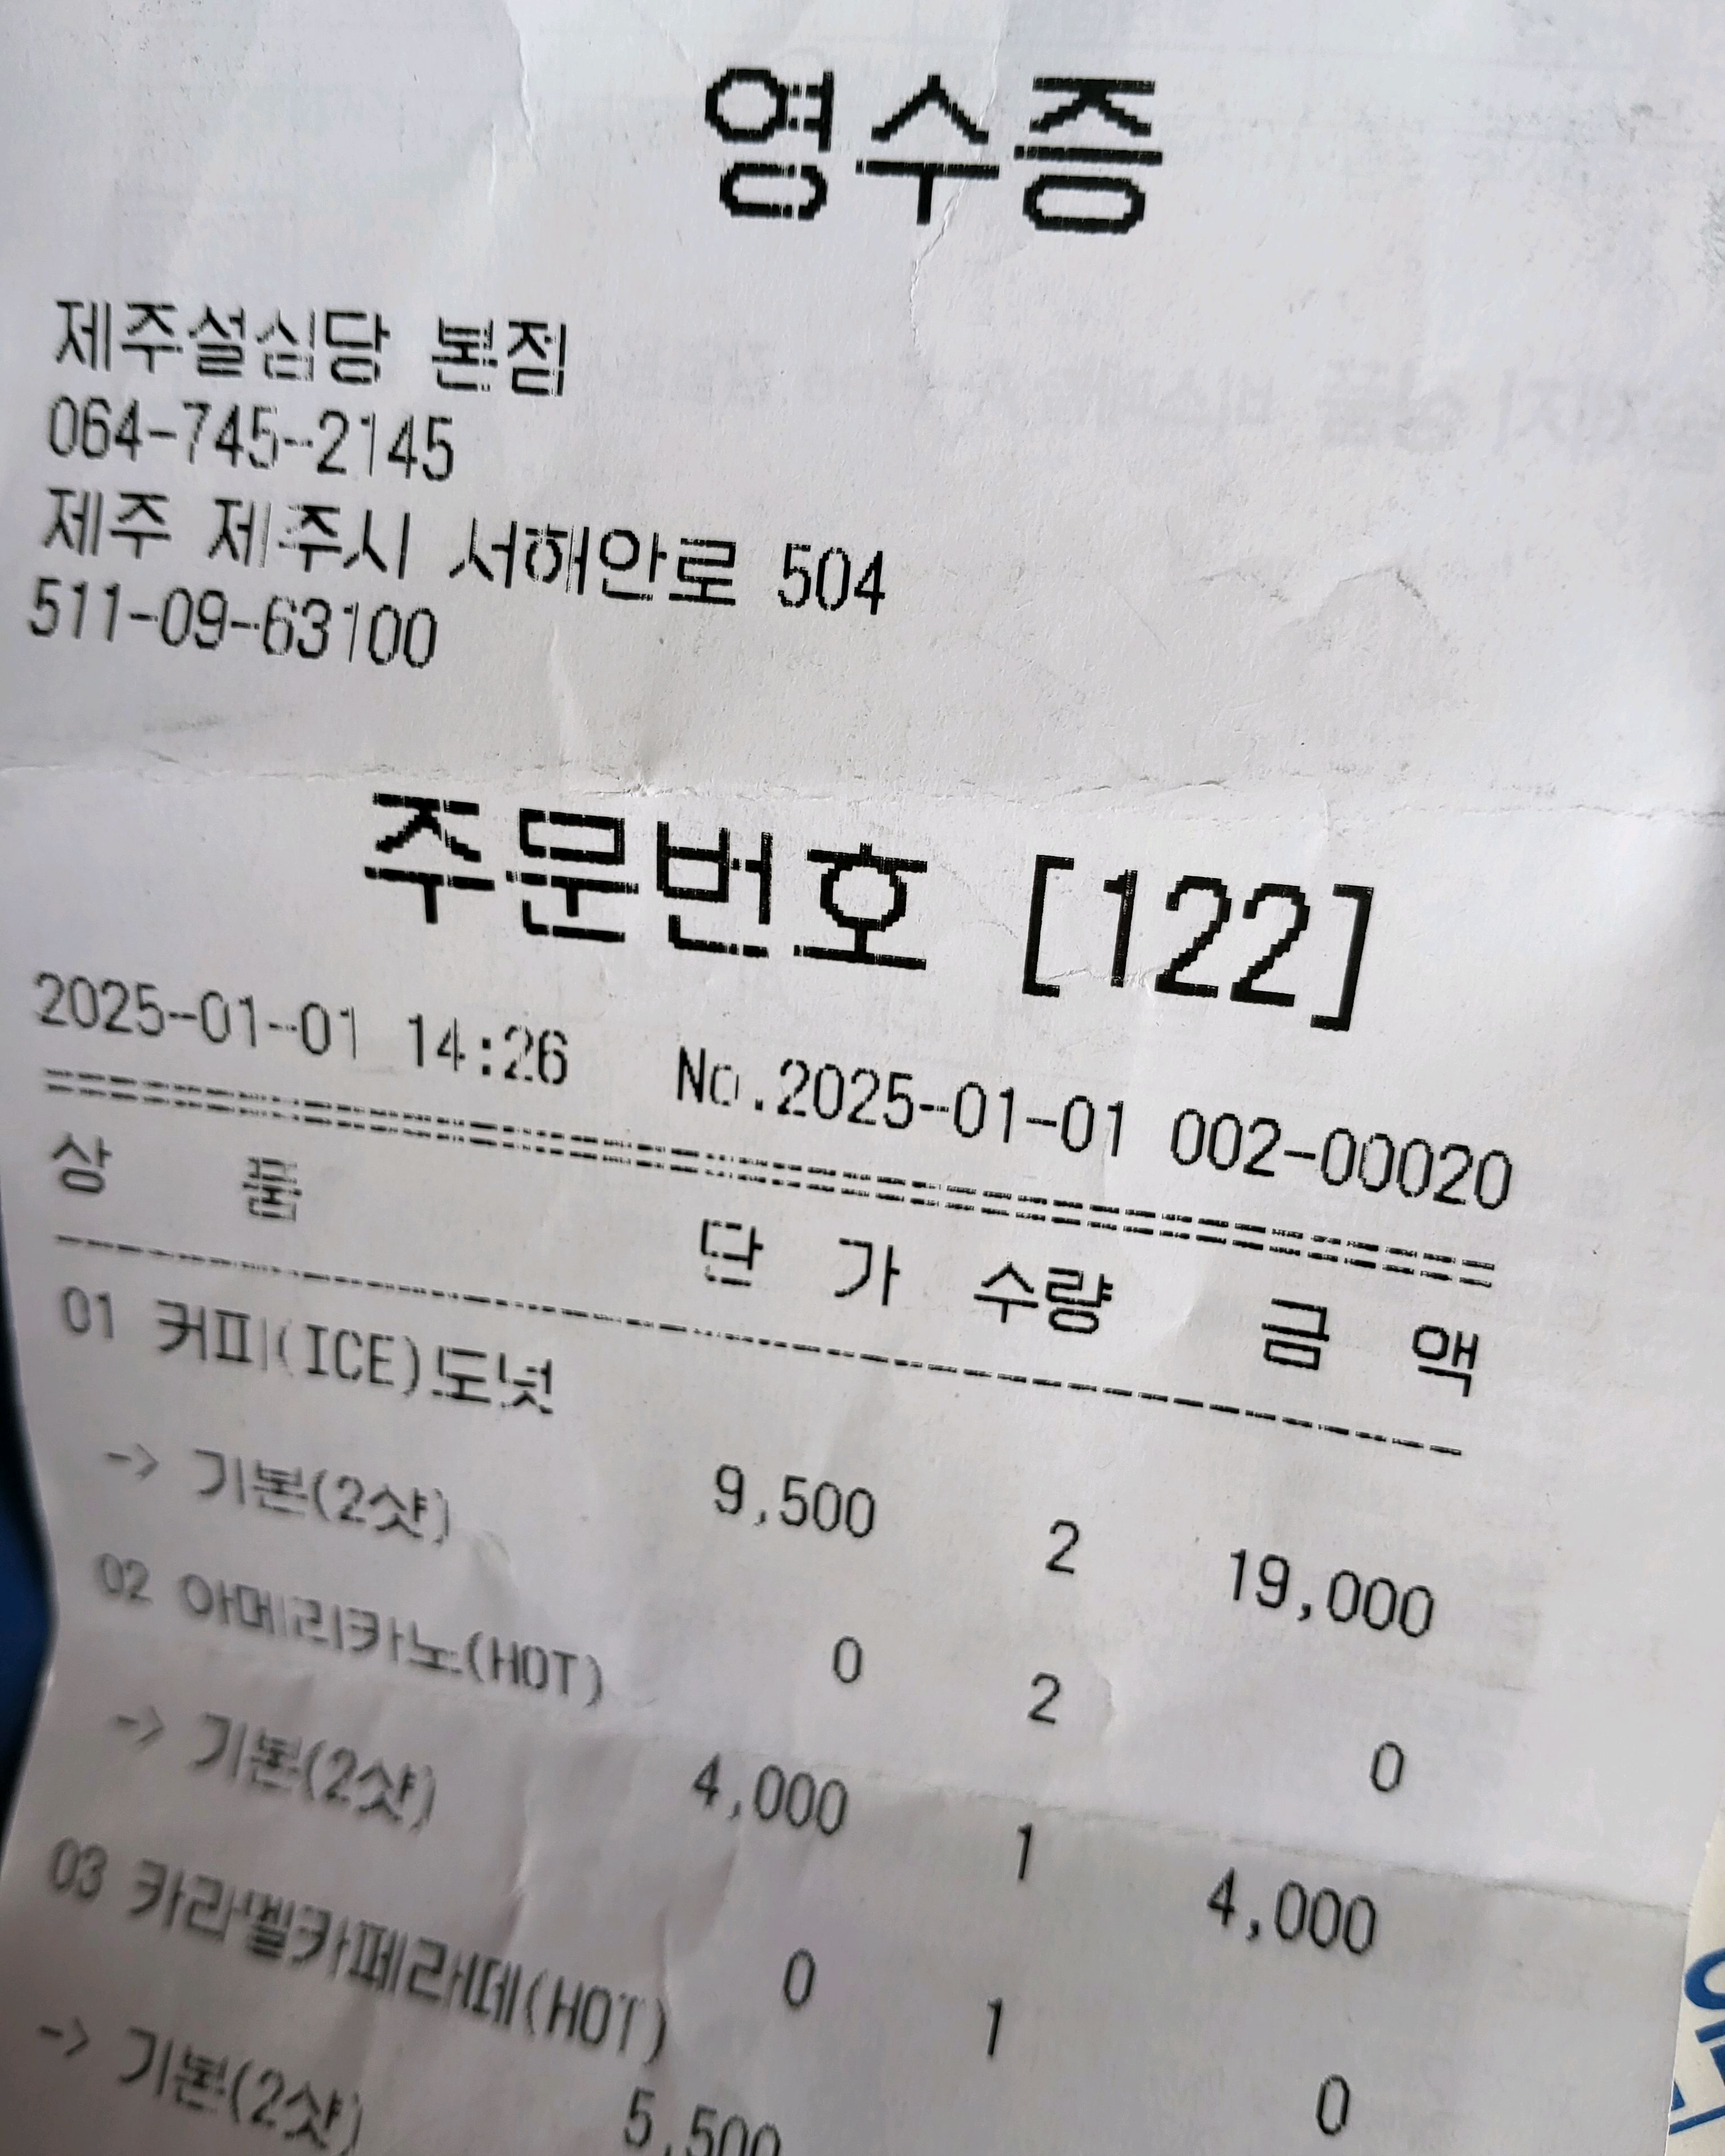 영수증
제주설심당 본점
064-745-2145
제주 제주시 서해안로 504
511-09-63100
주문번호 [122]
2025-01-01 14:26 No.2025-01-01 002-00020
상 품 단 가 수량 금 액
01 커피(ICE)도넛
9,500 2 19,000
-> 기본(2샷)
0 2 0
02 아메리카노(HOT)
4,000 1 4,000
-> 기본(2샷)
0 1 0
03 카라멜카페라떼(HOT)
5,500
-> 기본(2샷)